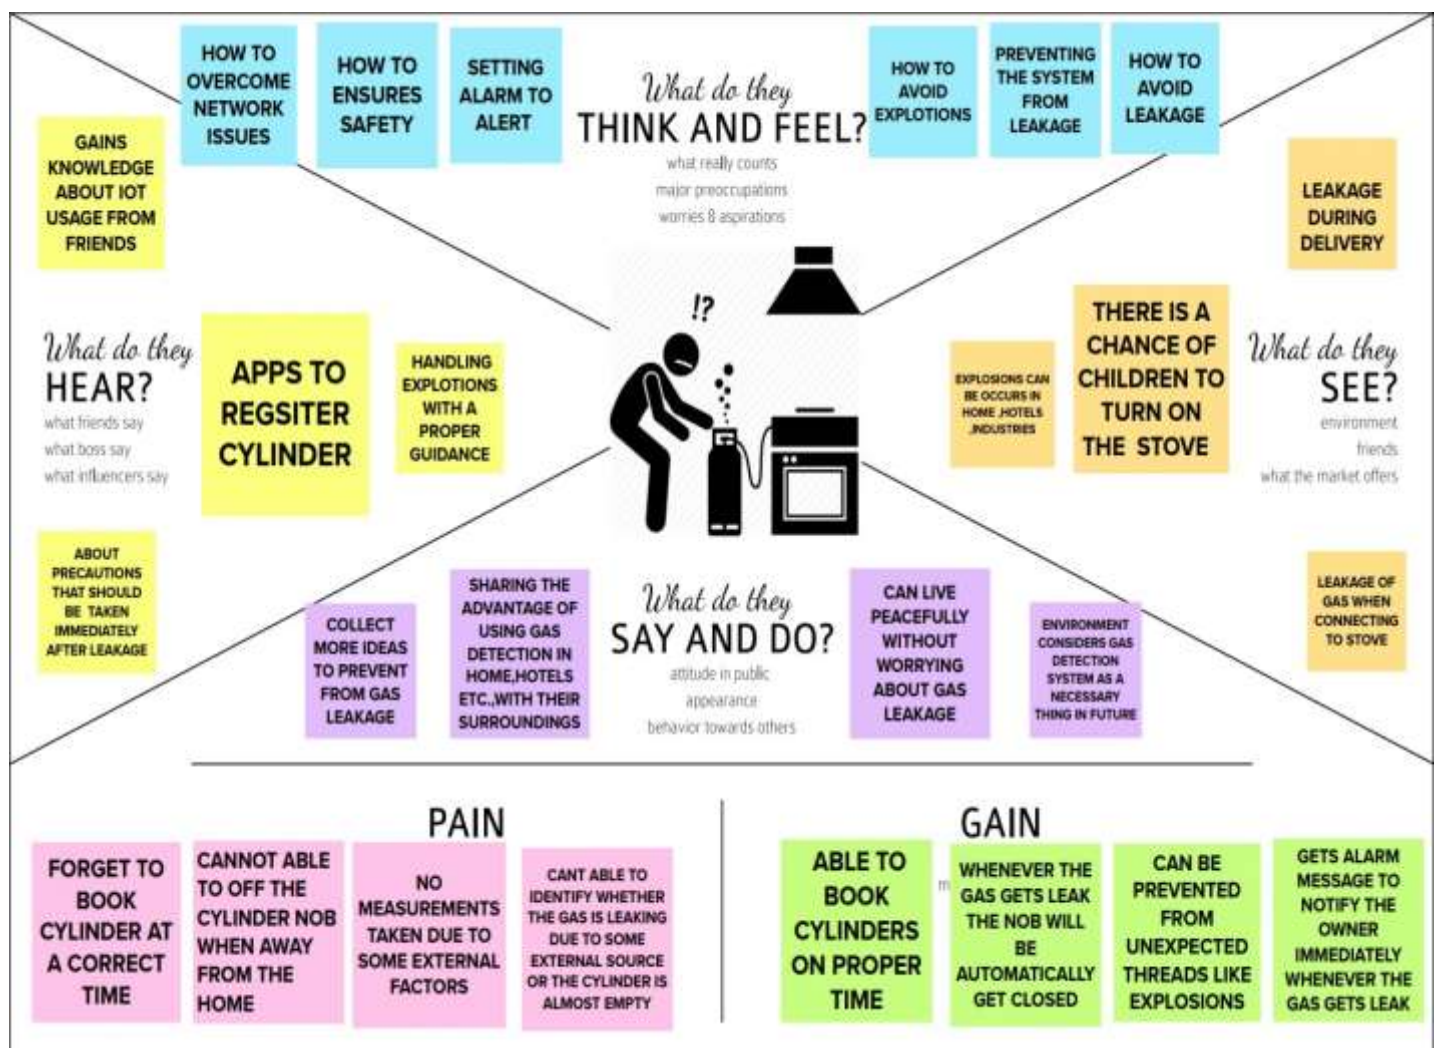 HOW TO
OVERCOME
NETWORK
ISSUES
HOW TO
ENSURES
SAFETY
SETTING
ALARM TO
ALERT
What do they
THINK AND FEEL?
what really counts
major preoccupations
worries & aspirations
HOW TO
AVOID
EXPLOTIONS
PREVENTING
THE SYSTEM
FROM
LEAKAGE
HOW TO
AVOID
LEAKAGE
GAINS
KNOWLEDGE
ABOUT IOT
USAGE FROM
FRIENDS
What do they
HEAR?
what friends say
what boss say
what influencers say
APPS TO
REGSITER
CYLINDER
HANDLING
EXPLOTIONS
WITH A
PROPER
GUIDANCE
ABOUT
PRECAUTIONS
THAT SHOULD
BE TAKEN
IMMEDIATELY
AFTER LEAKAGE
!?
LEAKAGE
DURING
DELIVERY
EXPLOSIONS CAN
BE OCCURS IN
HOME ,HOTELS
,INDUSTRIES
THERE IS A
CHANCE OF
CHILDREN TO
TURN ON
THE STOVE
What do they
SEE?
environment
friends
what the market offers
LEAKAGE OF
GAS WHEN
CONNECTING
TO STOVE
COLLECT
MORE IDEAS
TO PREVENT
FROM GAS
LEAKAGE
SHARING THE
ADVANTAGE OF
USING GAS
DETECTION IN
HOME,HOTELS
ETC.,WITH THEIR
SURROUNDINGS
What do they
SAY AND DO?
attitude in public
appearance
behavior towards others
CAN LIVE
PEACEFULLY
WITHOUT
WORRYING
ABOUT GAS
LEAKAGE
ENVIRONMENT
CONSIDERS GAS
DETECTION
SYSTEM AS A
NECESSARY
THING IN FUTURE
PAIN
FORGET TO
BOOK
CYLINDER AT
A CORRECT
TIME
CANNOT ABLE
TO OFF THE
CYLINDER NOB
WHEN AWAY
FROM THE
HOME
NO
MEASUREMENTS
TAKEN DUE TO
SOME EXTERNAL
FACTORS
CANT ABLE TO
IDENTIFY WHETHER
THE GAS IS LEAKING
DUE TO SOME
EXTERNAL SOURCE
OR THE CYLINDER IS
ALMOST EMPTY
GAIN
ABLE TO
BOOK
CYLINDERS
ON PROPER
TIME
WHENEVER THE
GAS GETS LEAK
THE NOB WILL
BE
AUTOMATICALLY
GET CLOSED
CAN BE
PREVENTED
FROM
UNEXPECTED
THREADS LIKE
EXPLOSIONS
GETS ALARM
MESSAGE TO
NOTIFY THE
OWNER
IMMEDIATELY
WHENEVER THE
GAS GETS LEAK